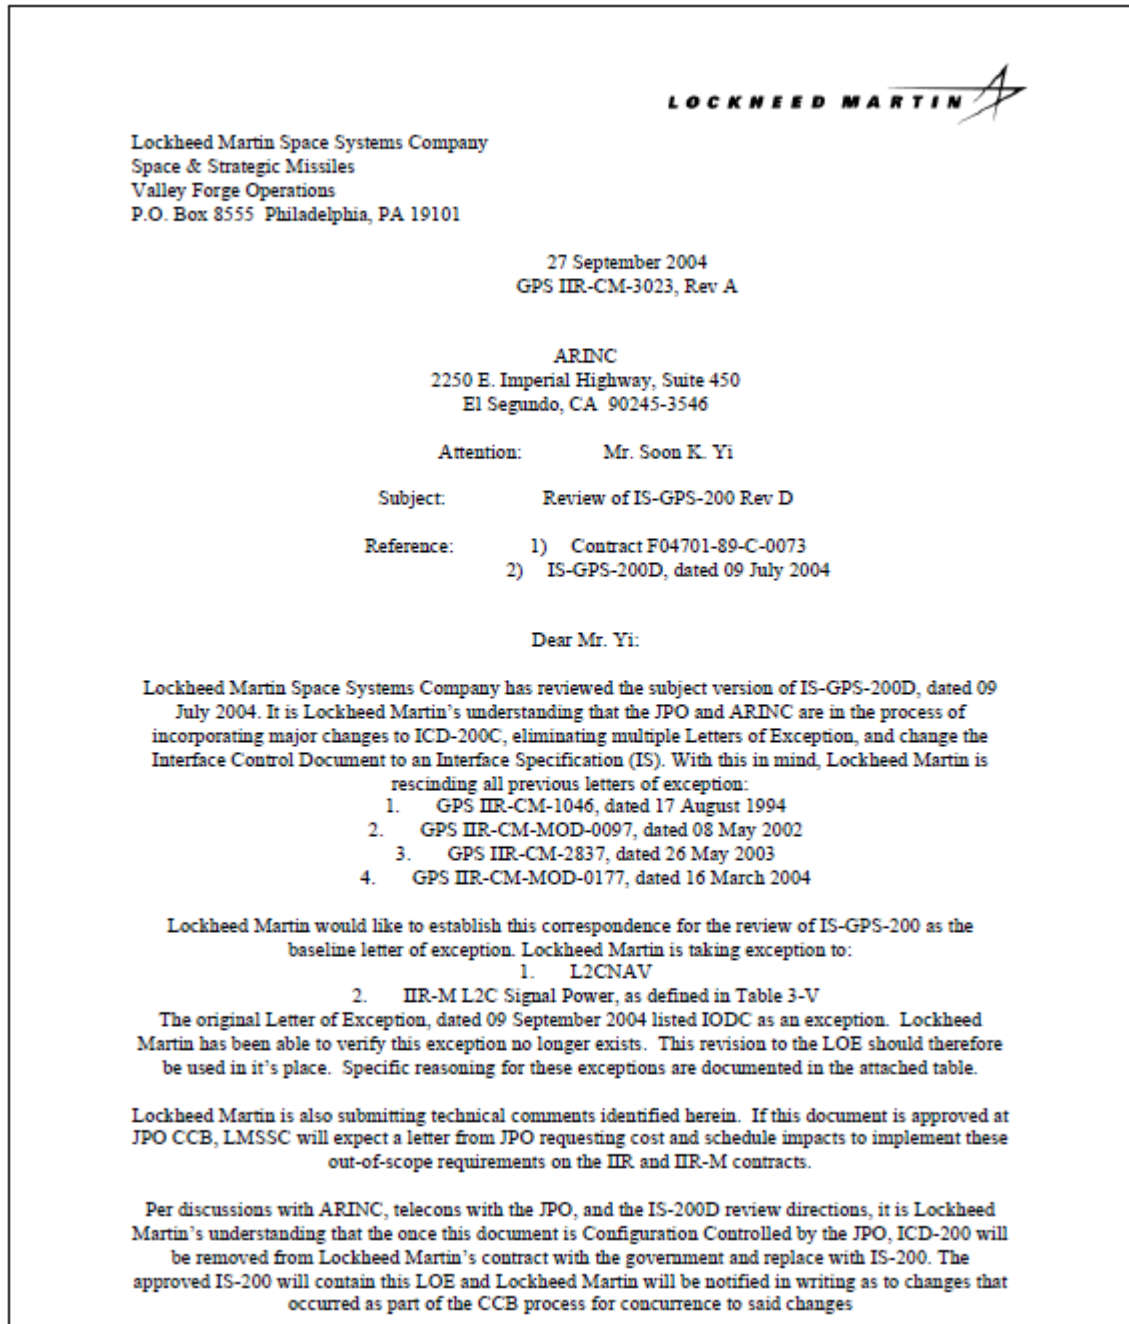 LOCKHEED MARTIN
Lockheed Martin Space Systems Company
Space & Strategic Missiles
Valley Forge Operations
P.O. Box 8555  Philadelphia, PA 19101
27 September 2004
GPS IIR-CM-3023, Rev A
ARINC
2250 E. Imperial Highway, Suite 450
El Segundo, CA  90245-3546
Attention: Mr. Soon K. Yi
Subject: Review of IS-GPS-200 Rev D
Reference: 1) Contract F04701-89-C-0073
2) IS-GPS-200D, dated 09 July 2004
Dear Mr. Yi:
Lockheed Martin Space Systems Company has reviewed the subject version of IS-GPS-200D, dated 09
July 2004. It is Lockheed Martin's understanding that the JPO and ARINC are in the process of
incorporating major changes to ICD-200C, eliminating multiple Letters of Exception, and change the
Interface Control Document to an Interface Specification (IS). With this in mind, Lockheed Martin is
rescinding all previous letters of exception:
1. GPS IIR-CM-1046, dated 17 August 1994
2. GPS IIR-CM-MOD-0097, dated 08 May 2002
3. GPS IIR-CM-2837, dated 26 May 2003
4. GPS IIR-CM-MOD-0177, dated 16 March 2004
Lockheed Martin would like to establish this correspondence for the review of IS-GPS-200 as the
baseline letter of exception. Lockheed Martin is taking exception to:
1. L2CNAV
2. IIR-M L2C Signal Power, as defined in Table 3-V
The original Letter of Exception, dated 09 September 2004 listed IODC as an exception.  Lockheed
Martin has been able to verify this exception no longer exists.  This revision to the LOE should therefore
be used in it's place.  Specific reasoning for these exceptions are documented in the attached table.
Lockheed Martin is also submitting technical comments identified herein.  If this document is approved at
JPO CCB, LMSSC will expect a letter from JPO requesting cost and schedule impacts to implement these
out-of-scope requirements on the IIR and IIR-M contracts.
Per discussions with ARINC, telecons with the JPO, and the IS-200D review directions, it is Lockheed
Martin's understanding that the once this document is Configuration Controlled by the JPO, ICD-200 will
be removed from Lockheed Martin's contract with the government and replace with IS-200. The
approved IS-200 will contain this LOE and Lockheed Martin will be notified in writing as to changes that
occurred as part of the CCB process for concurrence to said changes